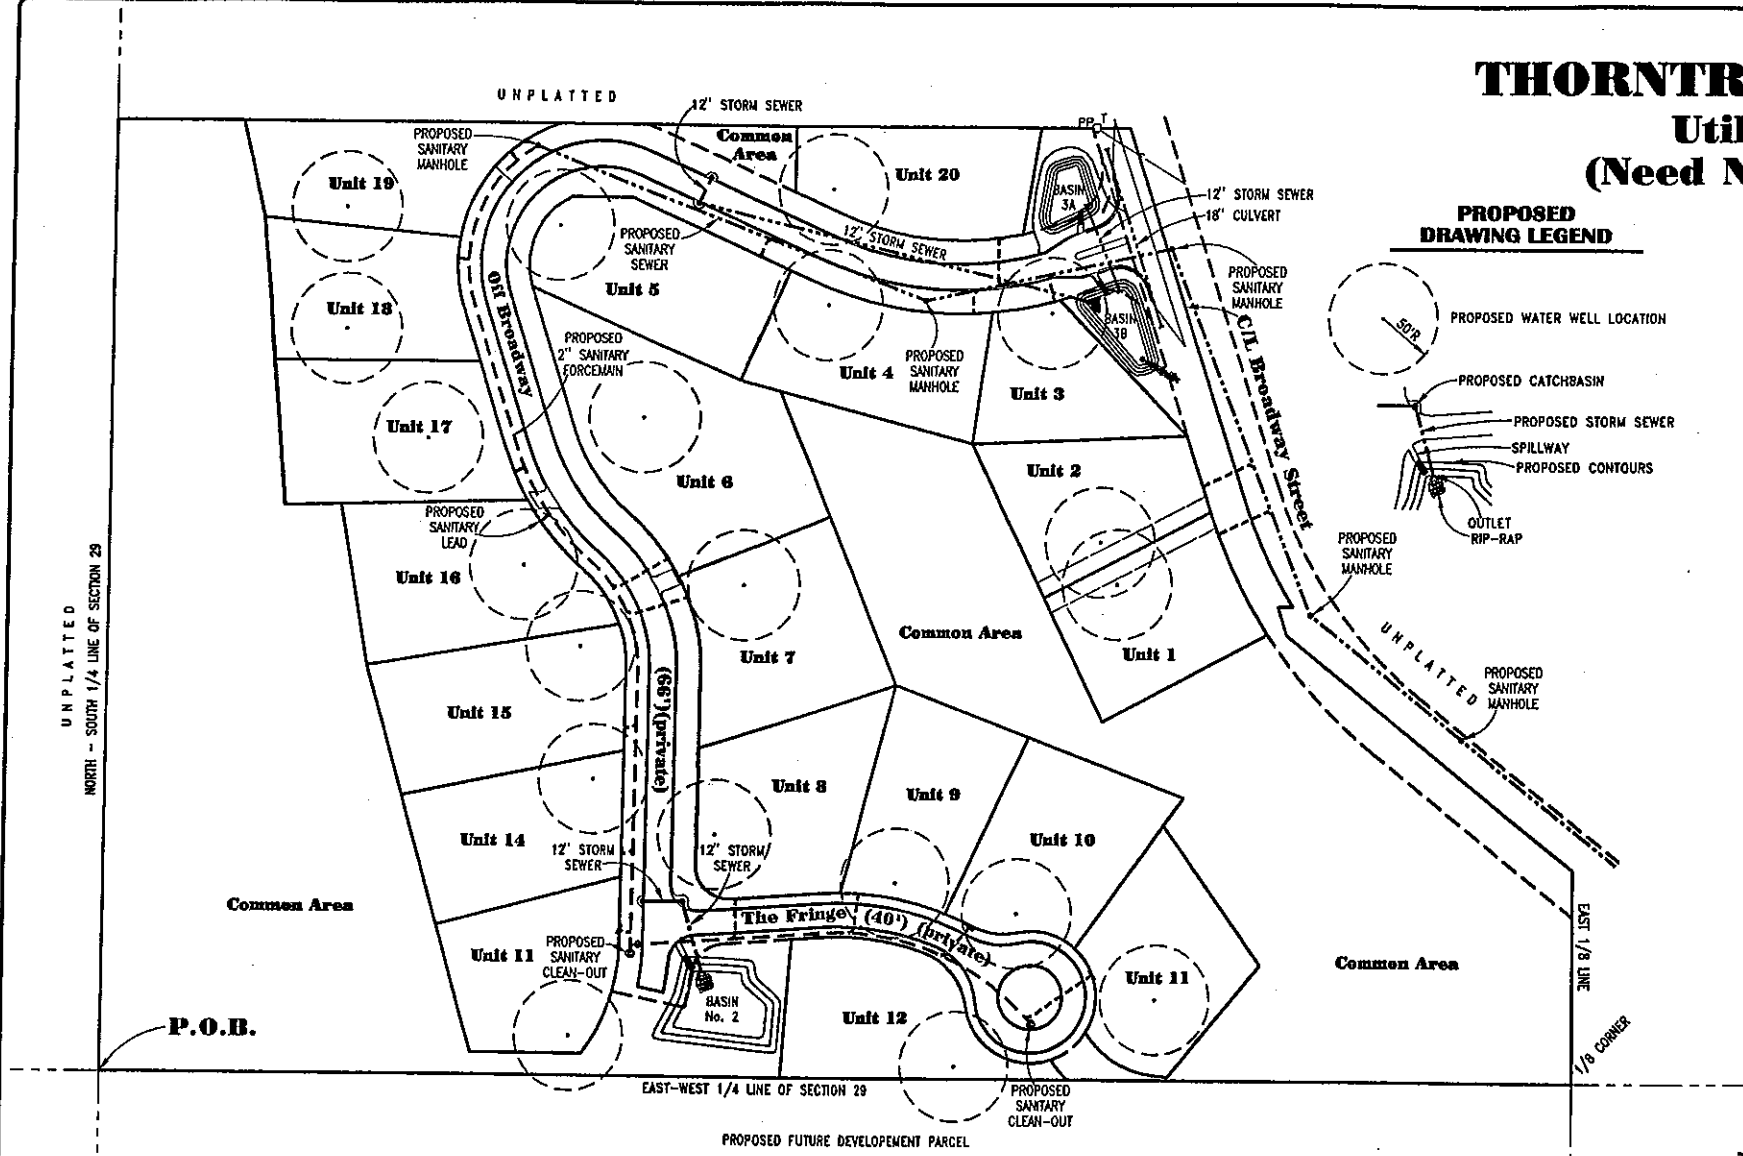 THORNTR
Util
(Need N
PROPOSED
DRAWING LEGEND
PROPOSED WATER WELL LOCATION
50'R
PROPOSED CATCHBASIN
PROPOSED STORM SEWER
SPILLWAY
PROPOSED CONTOURS
OUTLET
RIP-RAP
UNPLATTED
12" STORM SEWER
PROPOSED
SANITARY
MANHOLE
Common
Area
PP
T
Unit 20
BASIN
3A
12" STORM SEWER
18" CULVERT
Unit 19
PROPOSED
SANITARY
SEWER
12" STORM SEWER
PROPOSED
SANITARY
MANHOLE
Unit 18
Off Broadway
Unit 5
BASIN
3B
C/L Broadway Street
PROPOSED
2" SANITARY
FORCEMAIN
Unit 4
PROPOSED
SANITARY
MANHOLE
Unit 3
Unit 17
Unit 6
Unit 2
PROPOSED
SANITARY
LEAD
PROPOSED
SANITARY
MANHOLE
UNPLATTED
NORTH - SOUTH 1/4 LINE OF SECTION 29
Unit 16
Common Area
Unit 7
Unit 1
UNPLATTED
PROPOSED
SANITARY
MANHOLE
(66')(private)
Unit 15
Unit 8
Unit 9
Unit 10
Unit 14
12" STORM
SEWER
12" STORM
SEWER
Common Area
The Fringe (40') (private)
EAST 1/8 LINE
Unit 11
PROPOSED
SANITARY
CLEAN-OUT
Unit 11
Common Area
BASIN
No. 2
Unit 12
P.O.B.
1/8 CORNER
EAST-WEST 1/4 LINE OF SECTION 29
PROPOSED
SANITARY
CLEAN-OUT
PROPOSED FUTURE DEVELOPEMENT PARCEL